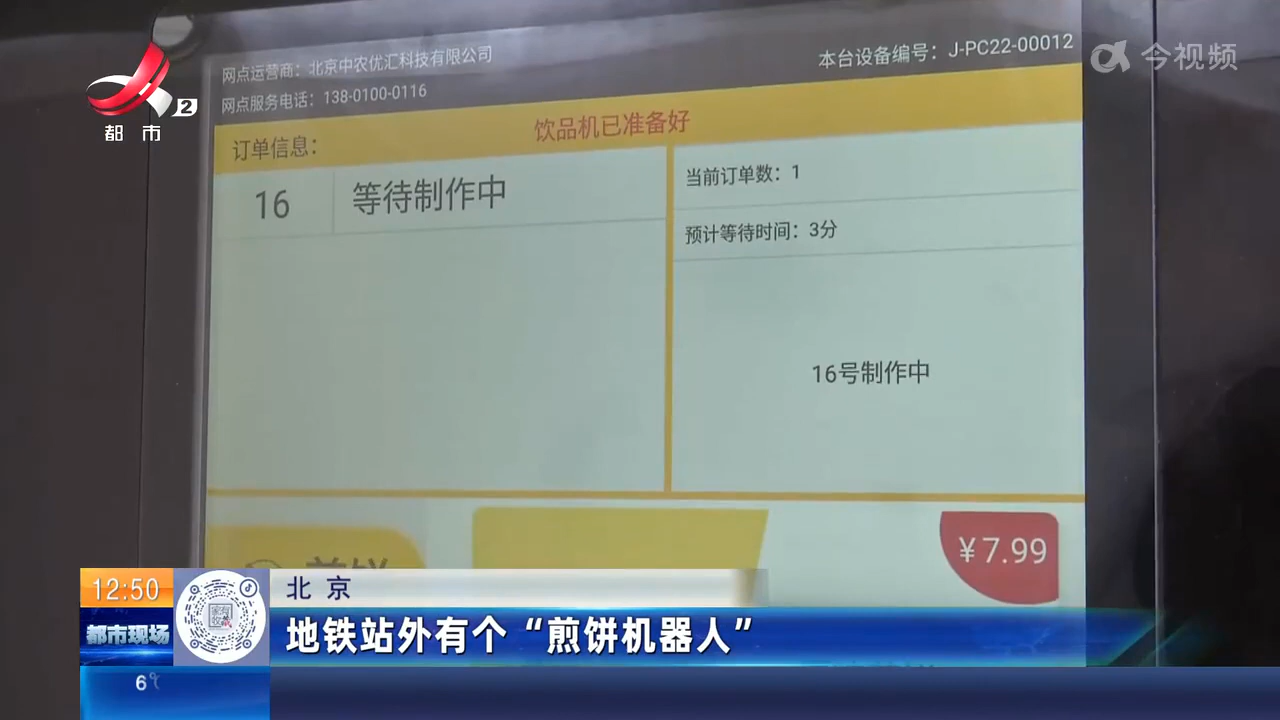 网点运营商：北京中农优汇科技有限公司
网点服务电话：138-0100-0116
本台设备编号：J-PC22-00012
今视频
2
都市
订单信息：
饮品机已准备好
16 等待制作中
当前订单数：1
预计等待时间：3分
16号制作中
煎饼
¥7.99
12:50
北京
都市现场
地铁站外有个“煎饼机器人”
6℃